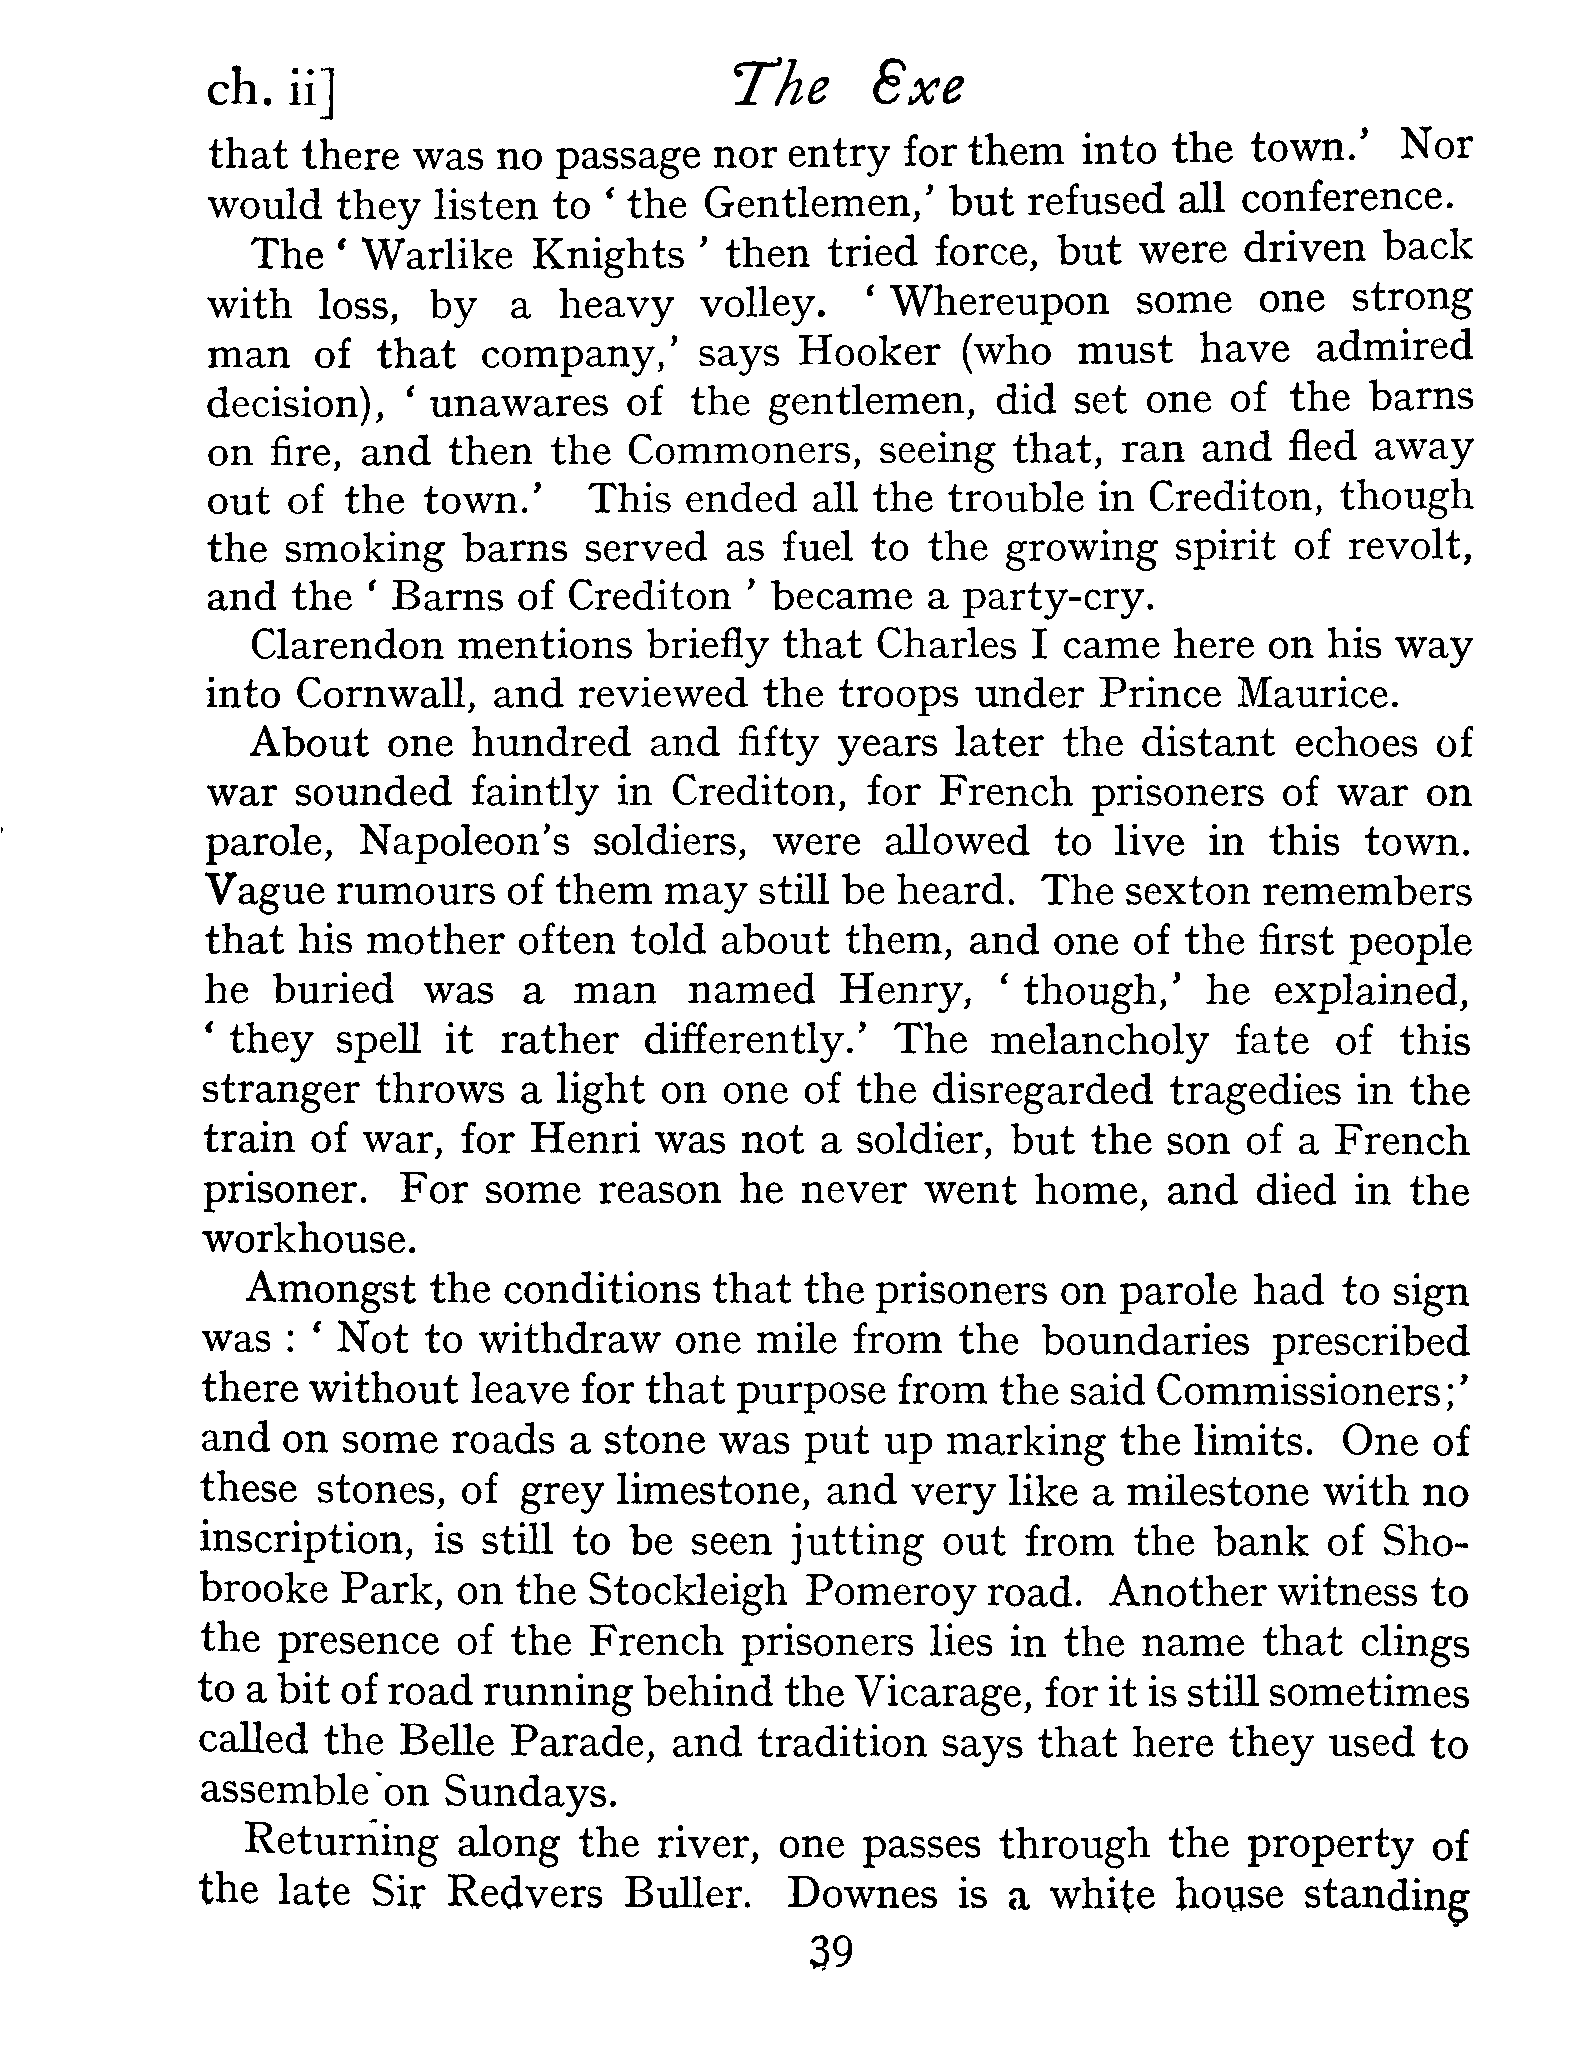 ch. ii] The Exe
that there was no passage nor entry for them into the town.’ Nor
would they listen to ‘ the Gentlemen,’ but refused all conference.
The ‘ Warlike Knights ’ then tried force, but were driven back
with loss, by a heavy volley. ‘ Whereupon some one strong
man of that company,’ says Hooker (who must have admired
decision), ‘ unawares of the gentlemen, did set one of the barns
on fire, and then the Commoners, seeing that, ran and fled away
out of the town.’ This ended all the trouble in Crediton, though
the smoking barns served as fuel to the growing spirit of revolt,
and the ‘ Barns of Crediton ’ became a party-cry.
Clarendon mentions briefly that Charles I came here on his way
into Cornwall, and reviewed the troops under Prince Maurice.
About one hundred and fifty years later the distant echoes of
war sounded faintly in Crediton, for French prisoners of war on
parole, Napoleon’s soldiers, were allowed to live in this town.
Vague rumours of them may still be heard. The sexton remembers
that his mother often told about them, and one of the first people
he buried was a man named Henry, ‘ though,’ he explained,
‘ they spell it rather differently.’ The melancholy fate of this
stranger throws a light on one of the disregarded tragedies in the
train of war, for Henri was not a soldier, but the son of a French
prisoner. For some reason he never went home, and died in the
workhouse.
Amongst the conditions that the prisoners on parole had to sign
was : ‘ Not to withdraw one mile from the boundaries prescribed
there without leave for that purpose from the said Commissioners;’
and on some roads a stone was put up marking the limits. One of
these stones, of grey limestone, and very like a milestone with no
inscription, is still to be seen jutting out from the bank of Sho-
brooke Park, on the Stockleigh Pomeroy road. Another witness to
the presence of the French prisoners lies in the name that clings
to a bit of road running behind the Vicarage, for it is still sometimes
called the Belle Parade, and tradition says that here they used to
assemble on Sundays.
Returning along the river, one passes through the property of
the late Sir Redvers Buller. Downes is a white house standing
39